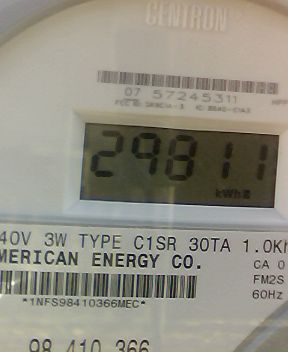 CENTRON
07 57245311
29811
kWh
40V 3W TYPE C1SR 30TA 1.0Kh
MERICAN ENERGY CO.
CA 0
FM2S
*1NFS98410366MEC*
60Hz
98 410 366